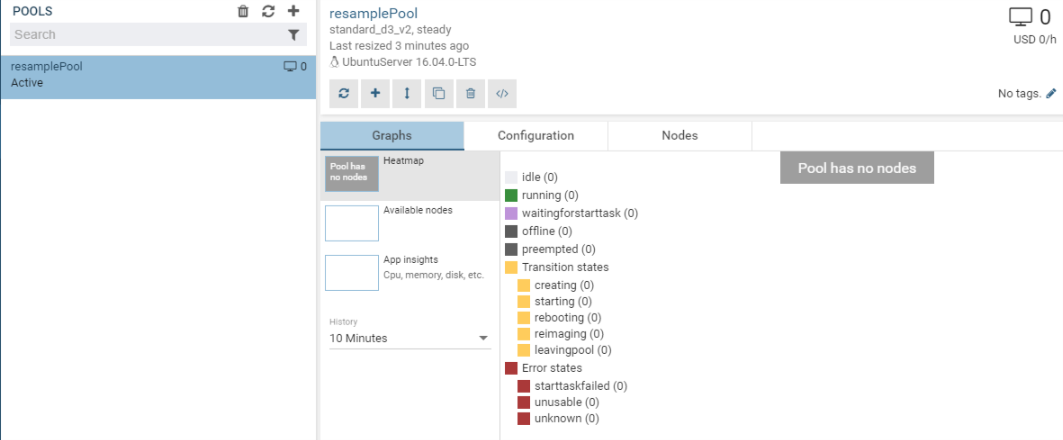 POOLS
Search
resamplePool
0
Active
resamplePool
standard_d3_v2, steady
Last resized 3 minutes ago
UbuntuServer 16.04.0-LTS
0
USD 0/h
</>
No tags.
Graphs
Configuration
Nodes
Pool has
no nodes
Heatmap
Available nodes
App insights
Cpu, memory, disk, etc.
History
10 Minutes
idle (0)
running (0)
waitingforstarttask (0)
offline (0)
preempted (0)
Transition states
creating (0)
starting (0)
rebooting (0)
reimaging (0)
leavingpool (0)
Error states
starttaskfailed (0)
unusable (0)
unknown (0)
Pool has no nodes